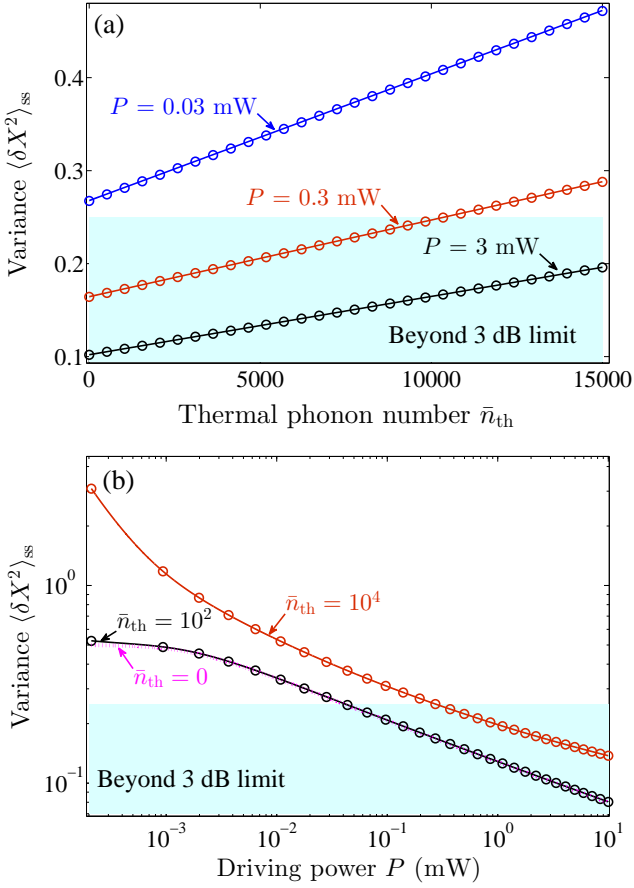 (a)
0.4
0.3
0.2
0.1
Variance ⟨δX²⟩ss
P = 0.03 mW
P = 0.3 mW
P = 3 mW
Beyond 3 dB limit
0 5000 10000 15000
Thermal phonon number n̄th
(b)
10⁰
10⁻¹
Variance ⟨δX²⟩ss
n̄th = 10⁴
n̄th = 10²
n̄th = 0
Beyond 3 dB limit
10⁻³ 10⁻² 10⁻¹ 10⁰ 10¹
Driving power P (mW)